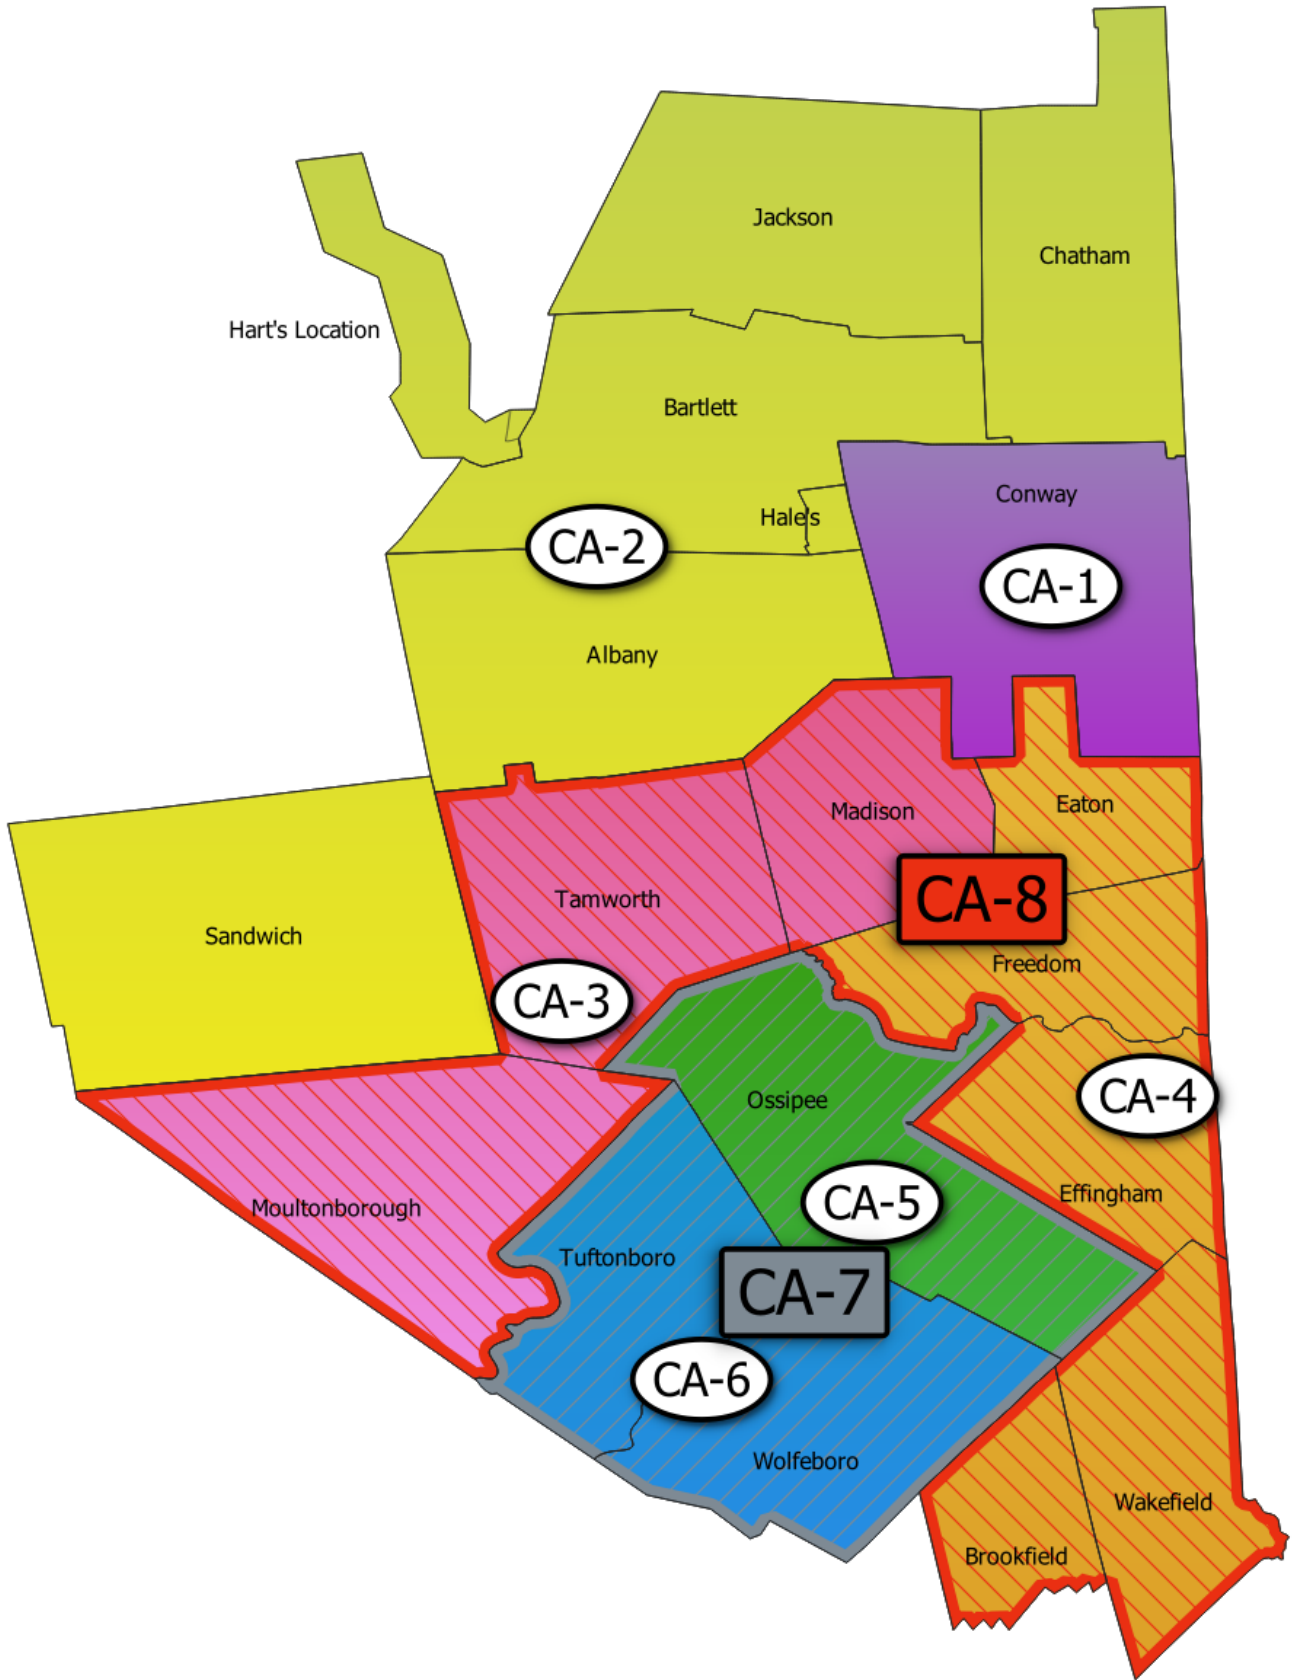 Jackson
Chatham
Hart's Location
Bartlett
Conway
Hale's
CA-2
CA-1
Albany
Eaton
Madison
CA-8
Tamworth
Sandwich
Freedom
CA-3
CA-4
Ossipee
Effingham
CA-5
Moultonborough
Tuftonboro
CA-7
CA-6
Wolfeboro
Wakefield
Brookfield